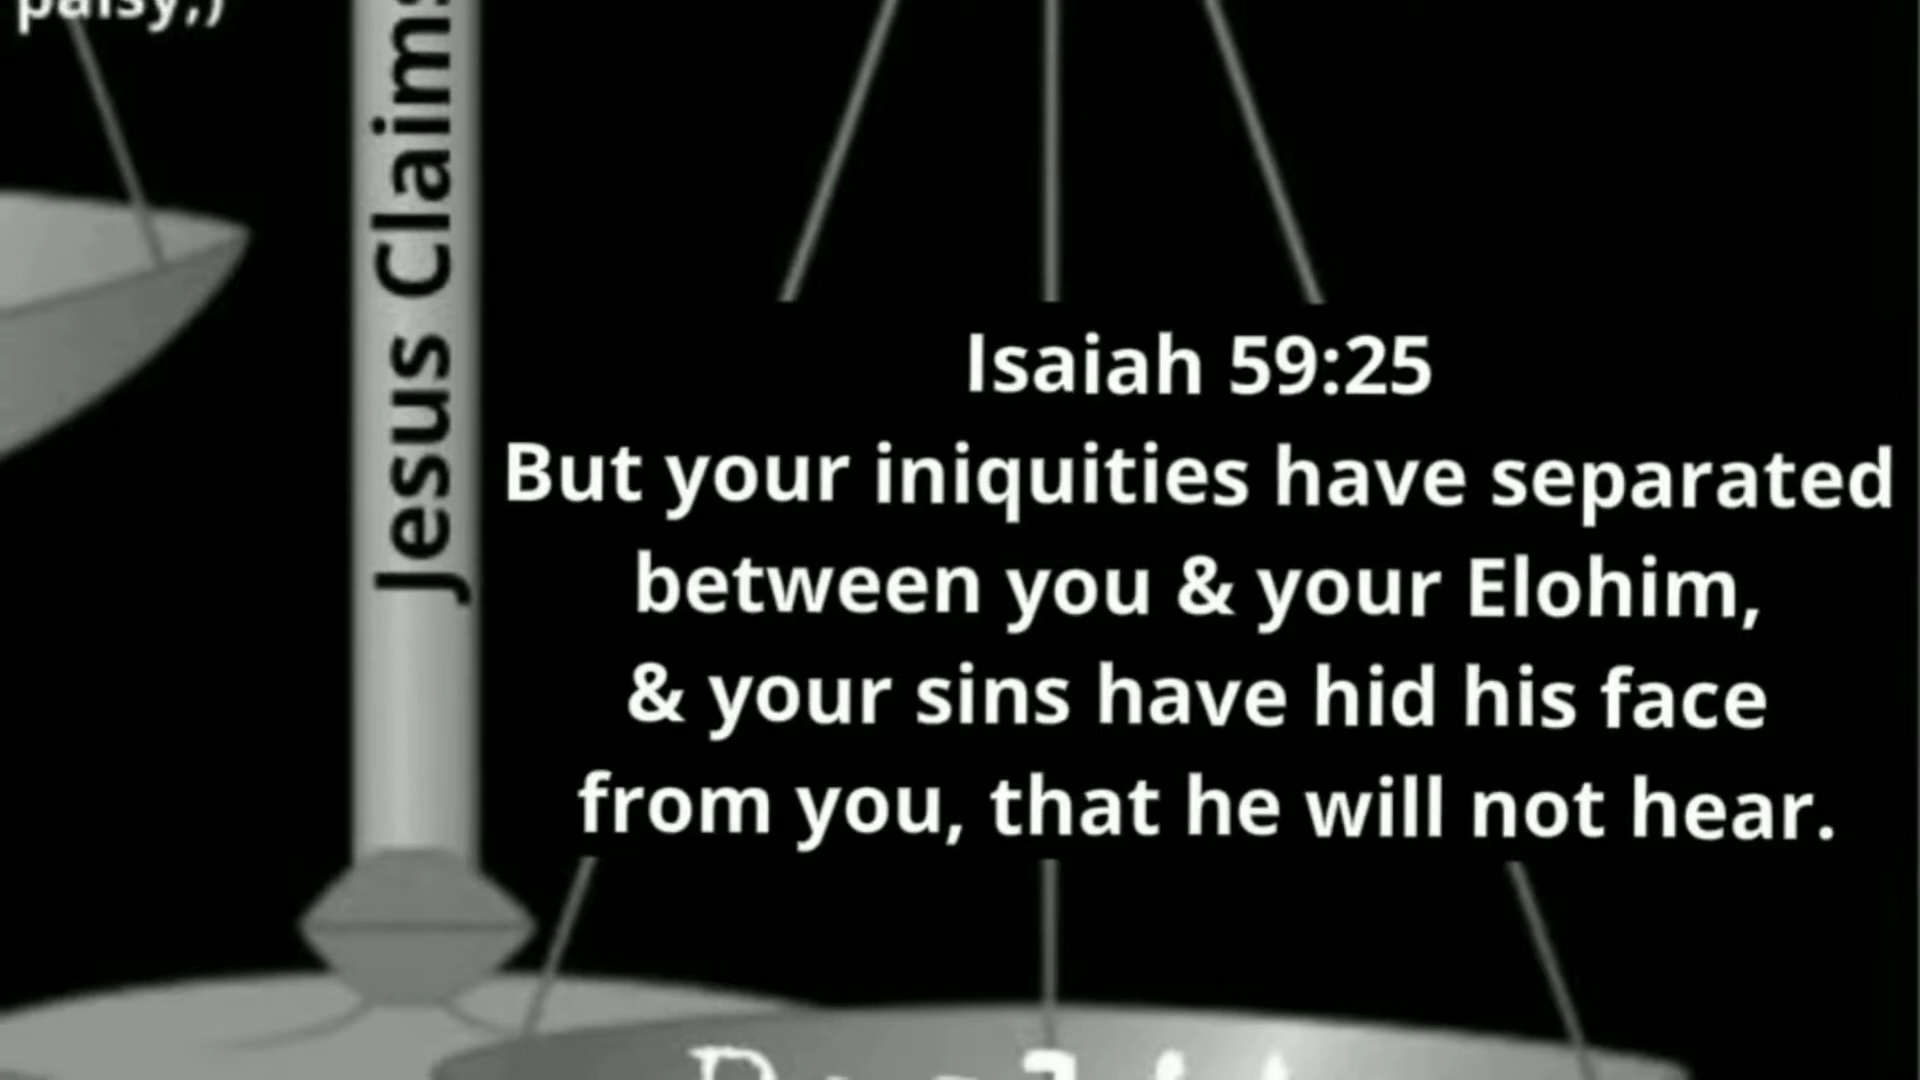 palsy,)
Jesus Claims
Isaiah 59:25
But your iniquities have separated
between you & your Elohim,
& your sins have hid his face
from you, that he will not hear.